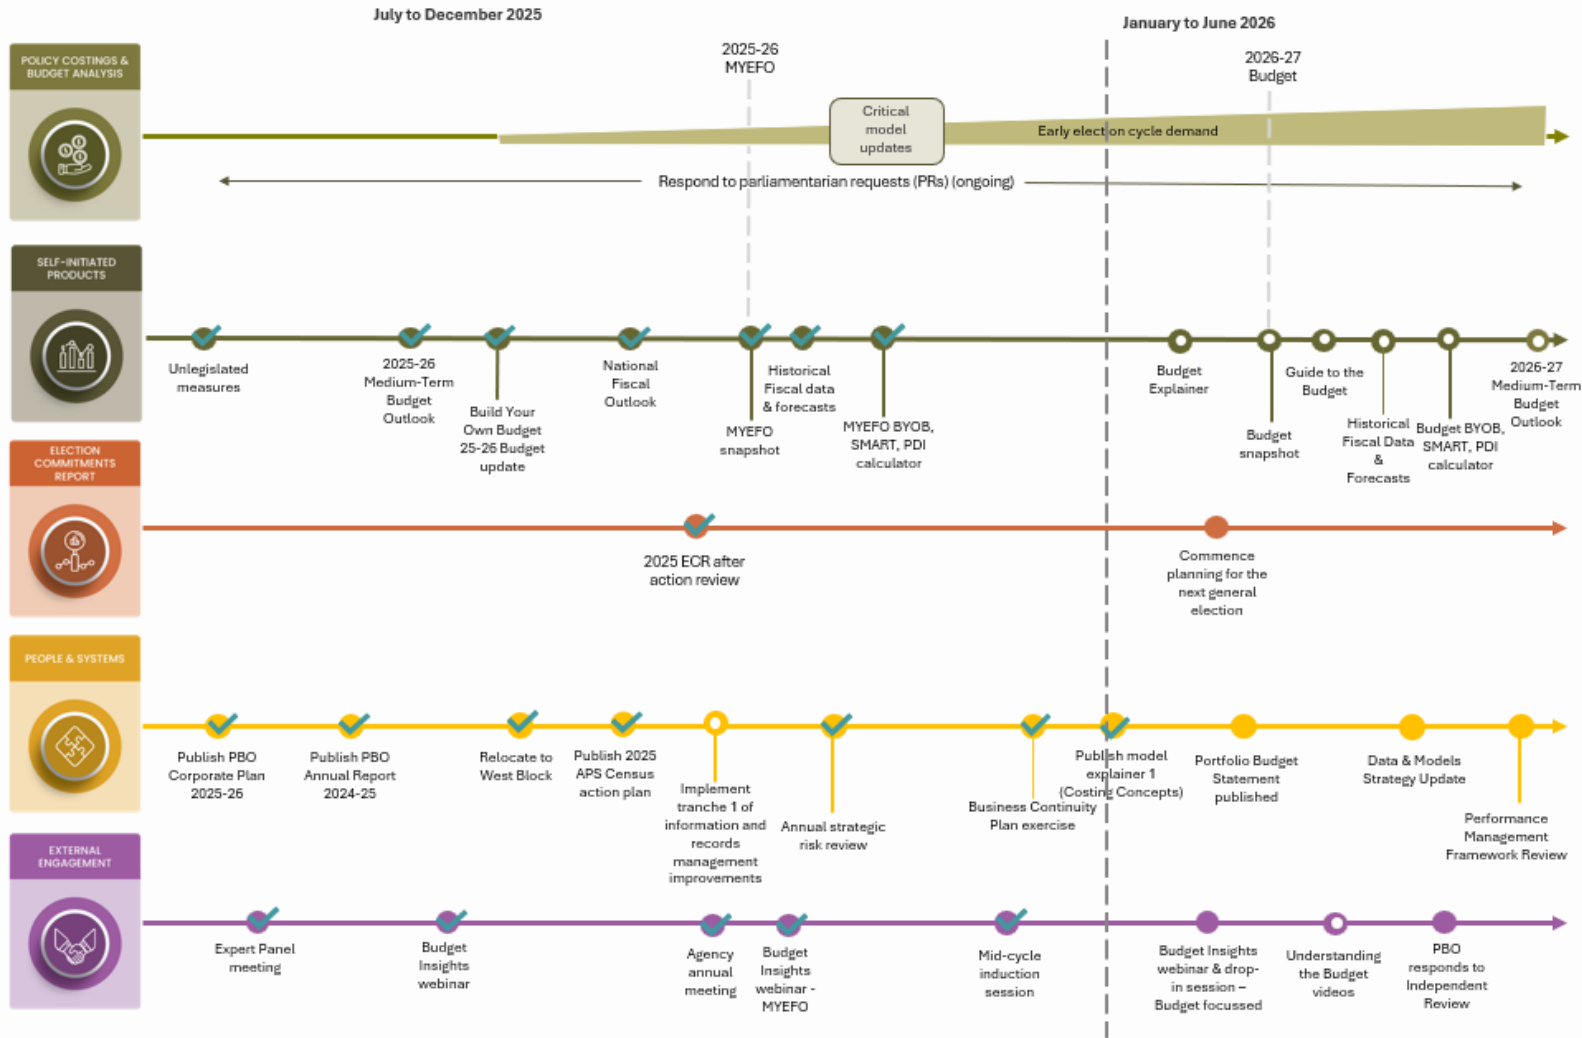 July to December 2025
January to June 2026
POLICY COSTINGS &
BUDGET ANALYSIS
2025-26
MYEFO
2026-27
Budget
Critical
model
updates
Early election cycle demand
Respond to parliamentarian requests (PRs) (ongoing)
SELF-INITIATED
PRODUCTS
Unlegislated
measures
2025-26
Medium-Term
Budget
Outlook
Build Your
Own Budget
25-26 Budget
update
National
Fiscal
Outlook
MYEFO
snapshot
Historical
Fiscal data
& forecasts
MYEFO BYOB,
SMART, PDI
calculator
Budget
Explainer
Budget
snapshot
Guide to the
Budget
Historical
Fiscal Data
&
Forecasts
Budget BYOB,
SMART, PDI
calculator
2026-27
Medium-Term
Budget
Outlook
ELECTION
COMMITMENTS
REPORT
2025 ECR after
action review
Commence
planning for the
next general
election
PEOPLE & SYSTEMS
Publish PBO
Corporate Plan
2025-26
Publish PBO
Annual Report
2024-25
Relocate to
West Block
Publish 2025
APS Census
action plan
Implement
tranche 1 of
information and
records
management
improvements
Annual strategic
risk review
Business Continuity
Plan exercise
Publish model
explainer 1
(Costing Concepts)
Portfolio Budget
Statement
published
Data & Models
Strategy Update
Performance
Management
Framework Review
EXTERNAL
ENGAGEMENT
Expert Panel
meeting
Budget
Insights
webinar
Agency
annual
meeting
Budget
Insights
webinar -
MYEFO
Mid-cycle
induction
session
Budget Insights
webinar & drop-
in session –
Budget focussed
Understanding
the Budget
videos
PBO
responds to
Independent
Review